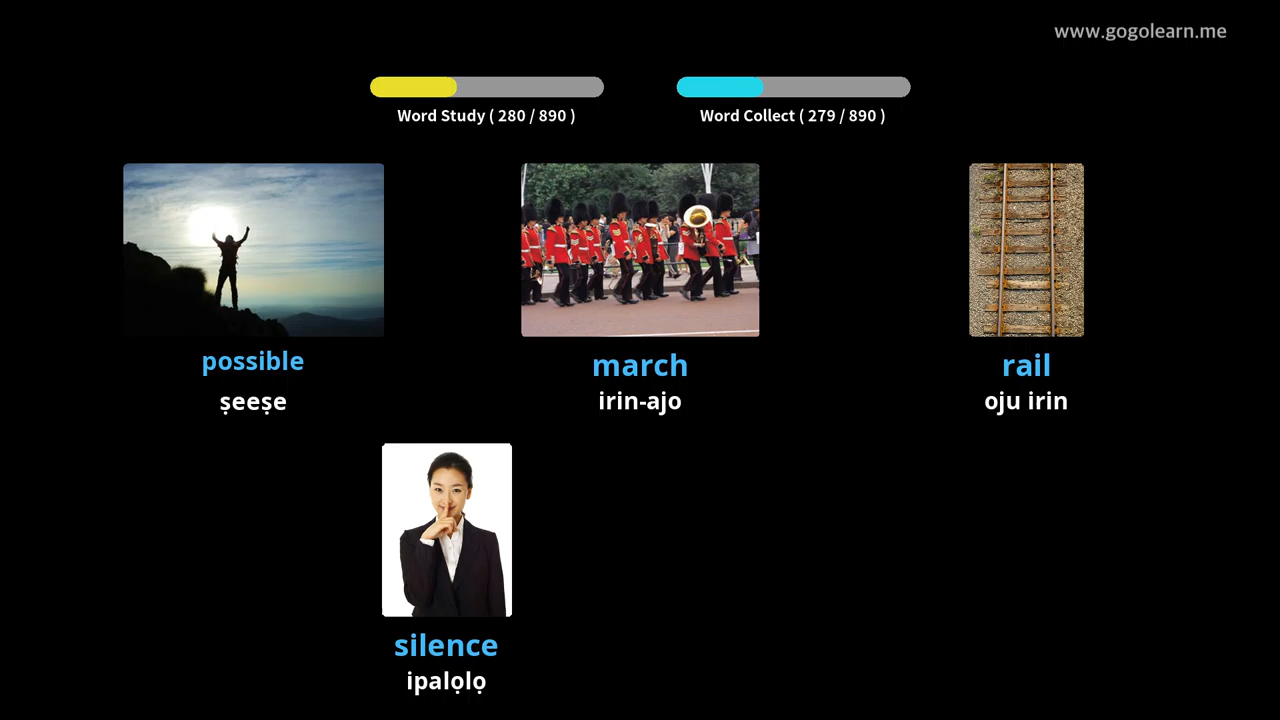 www.gogolearn.me
Word Study ( 280 / 890 )
Word Collect ( 279 / 890 )
possible
ṣeeṣe
march
irin-ajo
rail
oju irin
silence
ipalọlọ